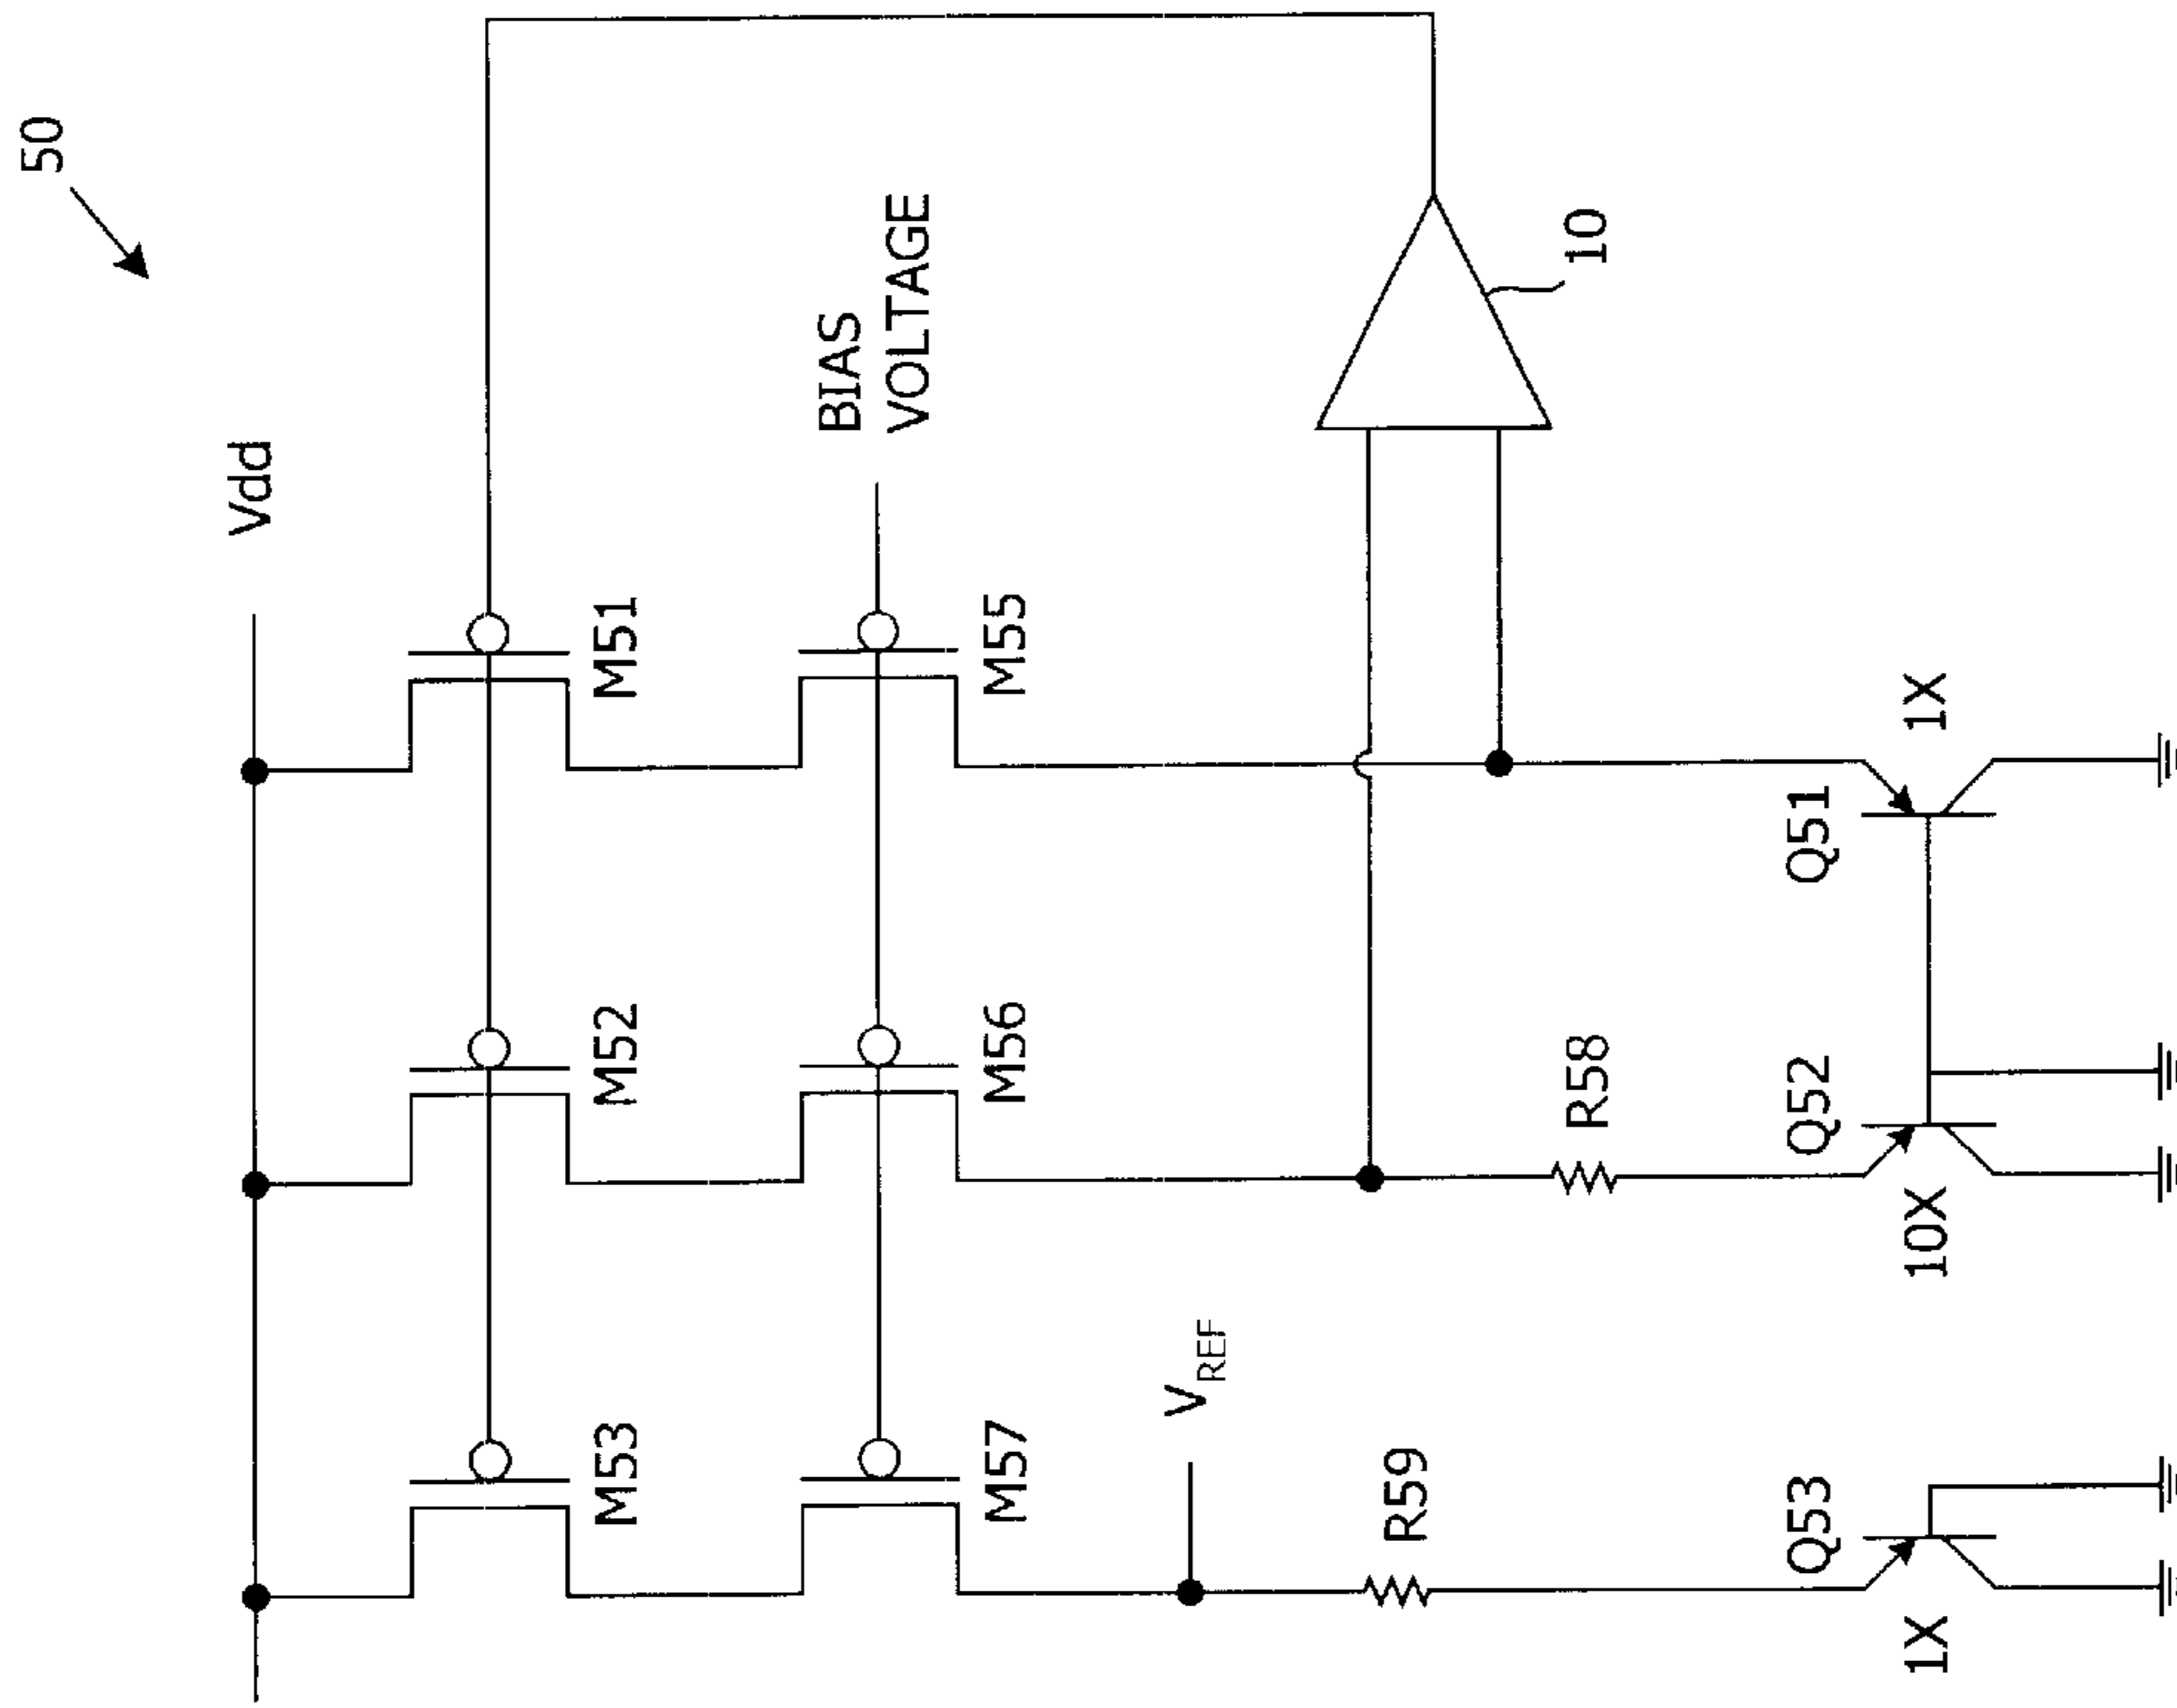 50
Vdd
M53
M52
M51
BIAS
VOLTAGE
M57
M56
M55
VREF
R59
R58
10
Q53
Q52
Q51
1X
10X
1X